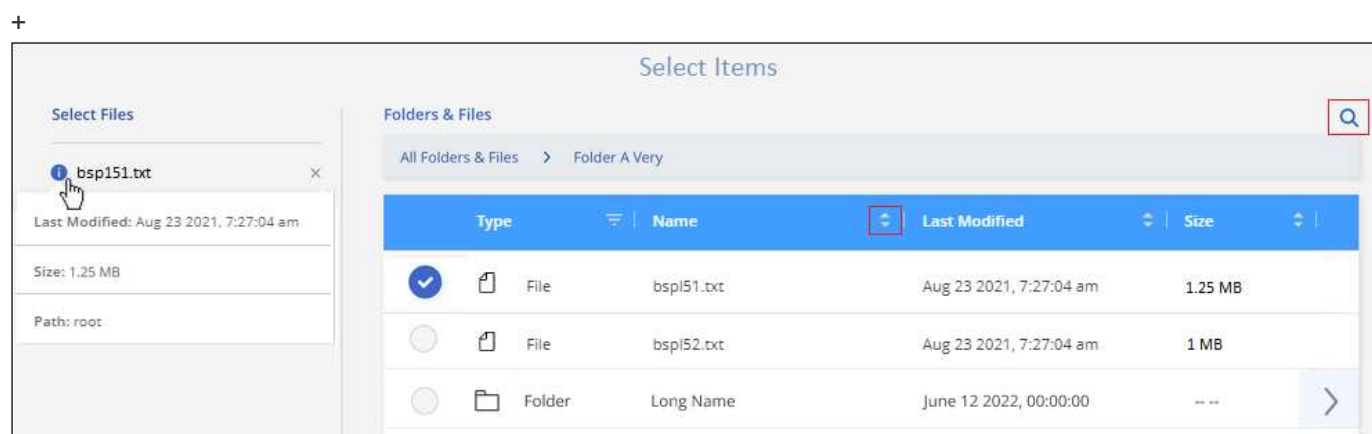 +
Select Items
Select Files
Folders & Files
bsp151.txt ×
All Folders & Files > Folder A Very
Last Modified: Aug 23 2021, 7:27:04 am
Size: 1.25 MB
Path: root
Type Name Last Modified Size
File bspl51.txt Aug 23 2021, 7:27:04 am 1.25 MB
File bspl52.txt Aug 23 2021, 7:27:04 am 1 MB
Folder Long Name June 12 2022, 00:00:00 -- --